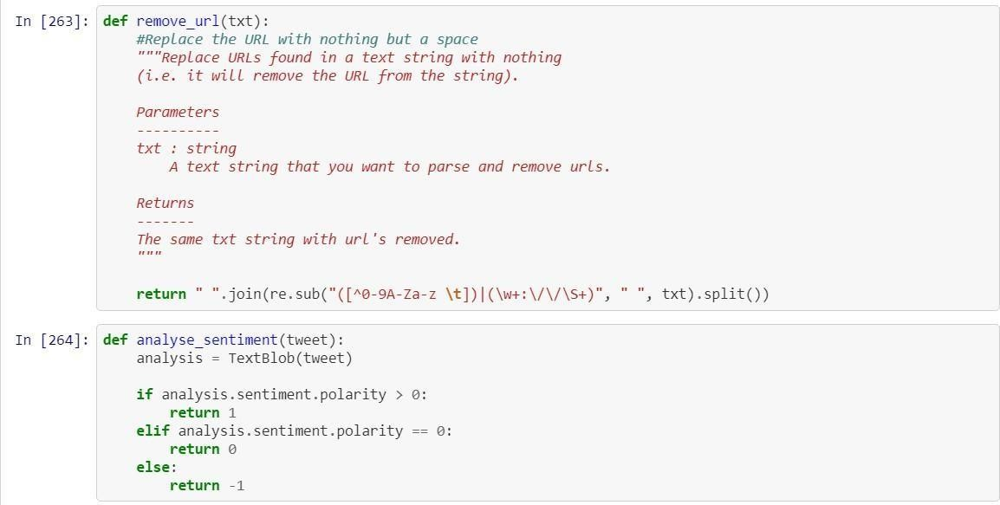 In [263]: def remove_url(txt):
    #Replace the URL with nothing but a space
    """Replace URLs found in a text string with nothing
    (i.e. it will remove the URL from the string).

    Parameters
    ----------
    txt : string
        A text string that you want to parse and remove urls.

    Returns
    -------
    The same txt string with url's removed.
    """

    return " ".join(re.sub("([^0-9A-Za-z \t])|(\w+:\/\/\S+)", " ", txt).split())
In [264]: def analyse_sentiment(tweet):
    analysis = TextBlob(tweet)

    if analysis.sentiment.polarity > 0:
        return 1
    elif analysis.sentiment.polarity == 0:
        return 0
    else:
        return -1